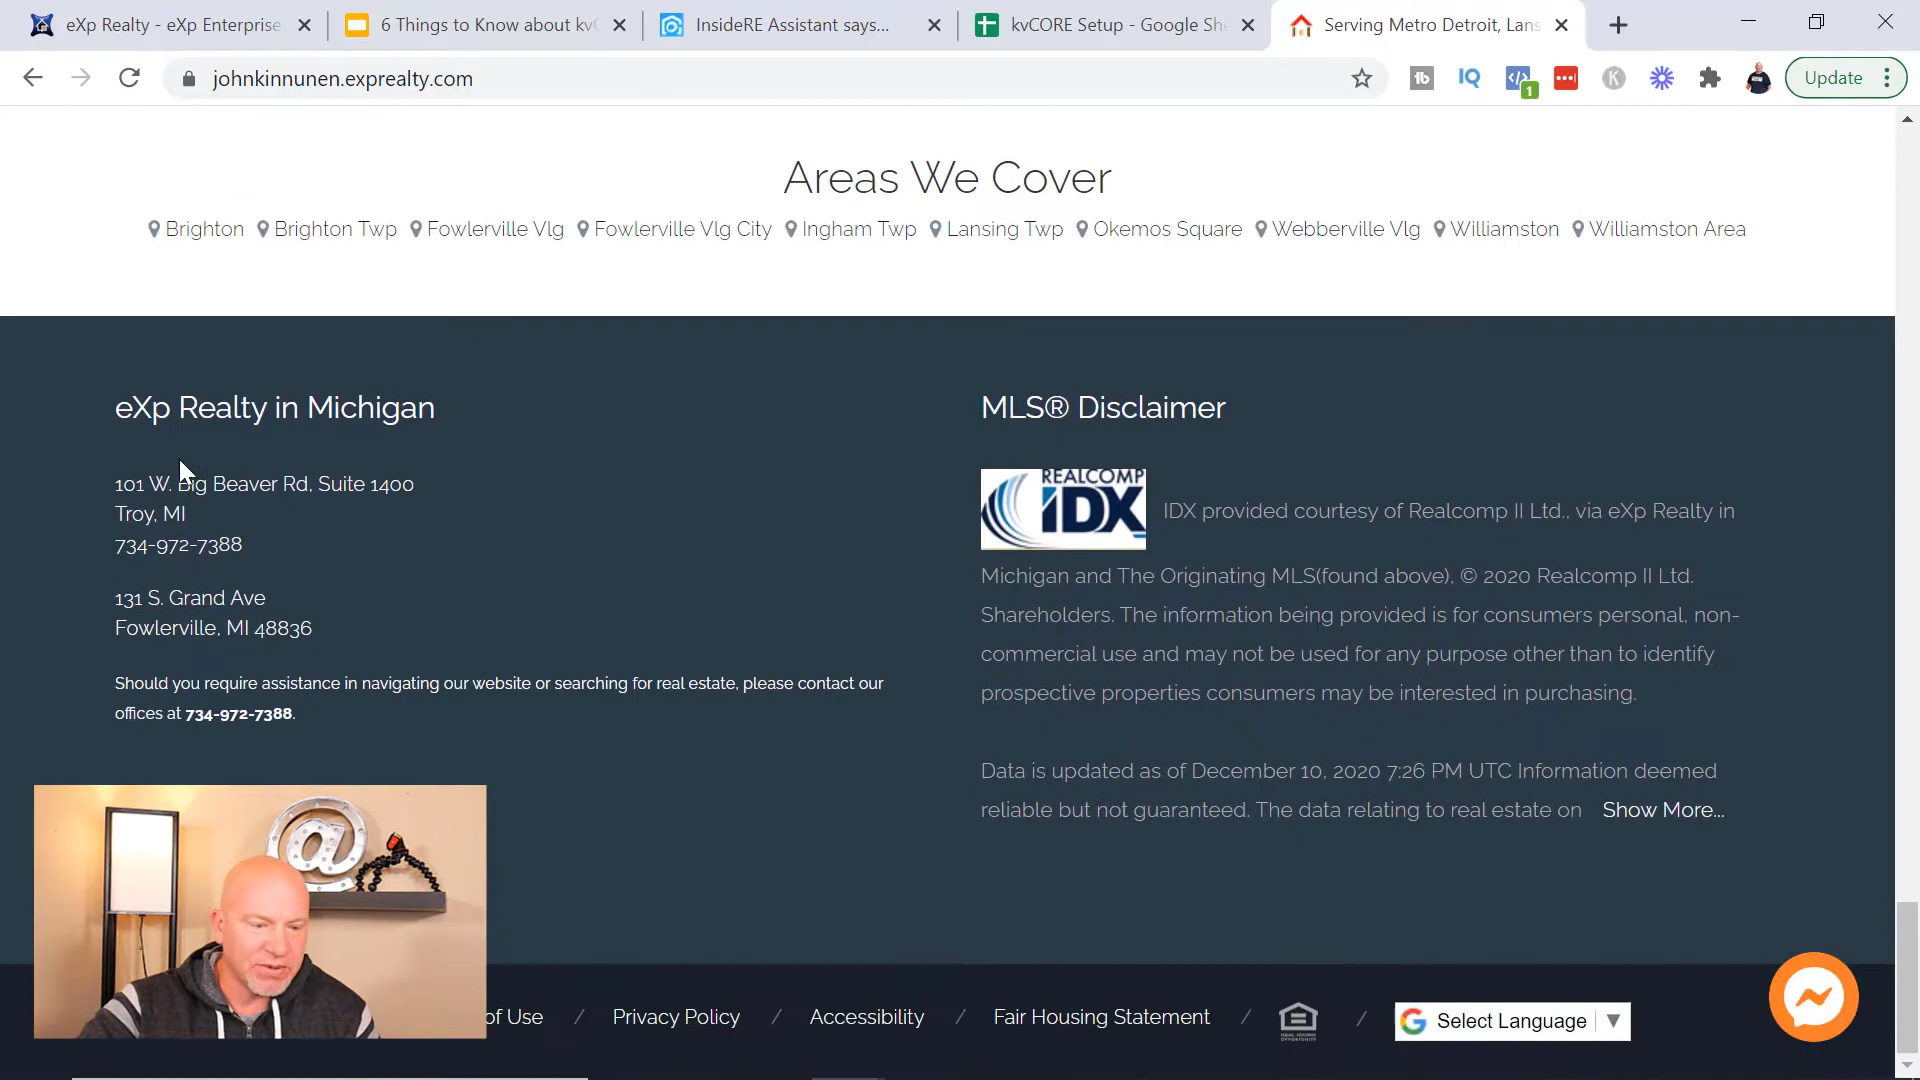 eXp Realty - eXp Enterprise
6 Things to Know about kvC
InsideRE Assistant says...
kvCORE Setup - Google She
Serving Metro Detroit, Lans
johnkinnunen.exprealty.com
tb
IQ
1
K
Update
Areas We Cover
Brighton Brighton Twp Fowlerville Vlg Fowlerville Vlg City Ingham Twp Lansing Twp Okemos Square Webberville Vlg Williamston Williamston Area
eXp Realty in Michigan
101 W. Big Beaver Rd, Suite 1400
Troy, MI
734-972-7388
131 S. Grand Ave
Fowlerville, MI 48836
Should you require assistance in navigating our website or searching for real estate, please contact our
offices at 734-972-7388.
MLS® Disclaimer
REALCOMP
IDX
IDX provided courtesy of Realcomp II Ltd., via eXp Realty in
Michigan and The Originating MLS(found above), © 2020 Realcomp II Ltd.
Shareholders. The information being provided is for consumers personal, non-
commercial use and may not be used for any purpose other than to identify
prospective properties consumers may be interested in purchasing.
Data is updated as of December 10, 2020 7:26 PM UTC Information deemed
reliable but not guaranteed. The data relating to real estate on Show More...
@
of Use / Privacy Policy / Accessibility / Fair Housing Statement / EQUAL HOUSING OPPORTUNITY / G Select Language